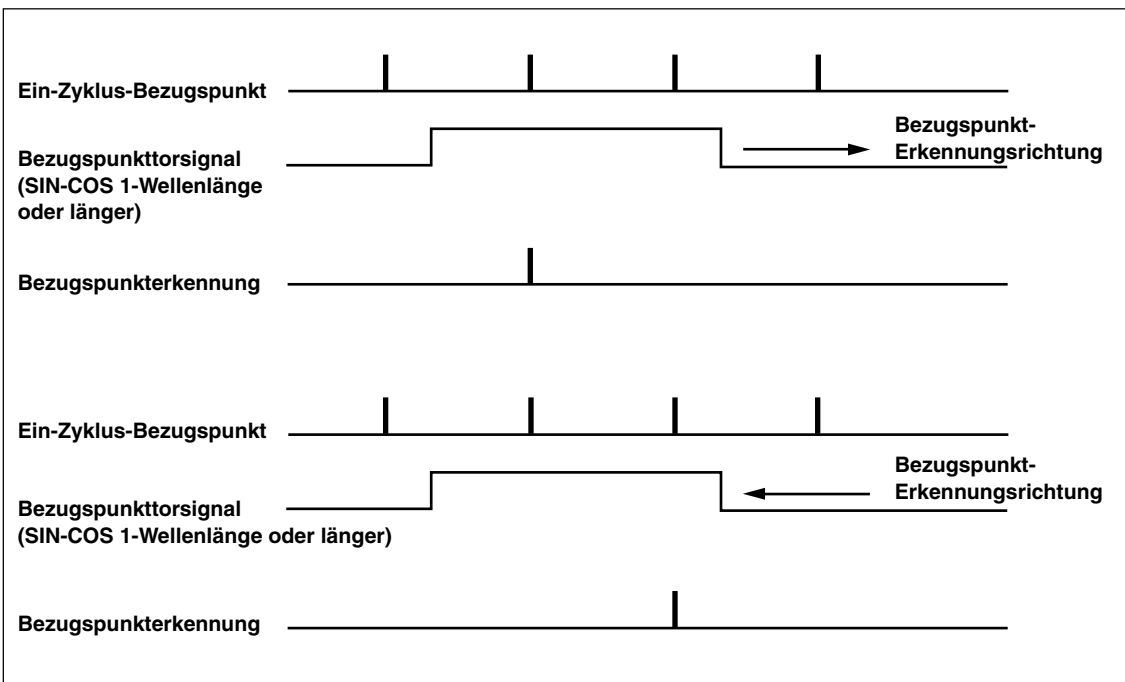 Ein-Zyklus-Bezugspunkt
Bezugspunkttorsignal
(SIN-COS 1-Wellenlänge
oder länger)
Bezugspunkt-
Erkennungsrichtung
Bezugspunkterkennung
Ein-Zyklus-Bezugspunkt
Bezugspunkttorsignal
(SIN-COS 1-Wellenlänge oder länger)
Bezugspunkt-
Erkennungsrichtung
Bezugspunkterkennung